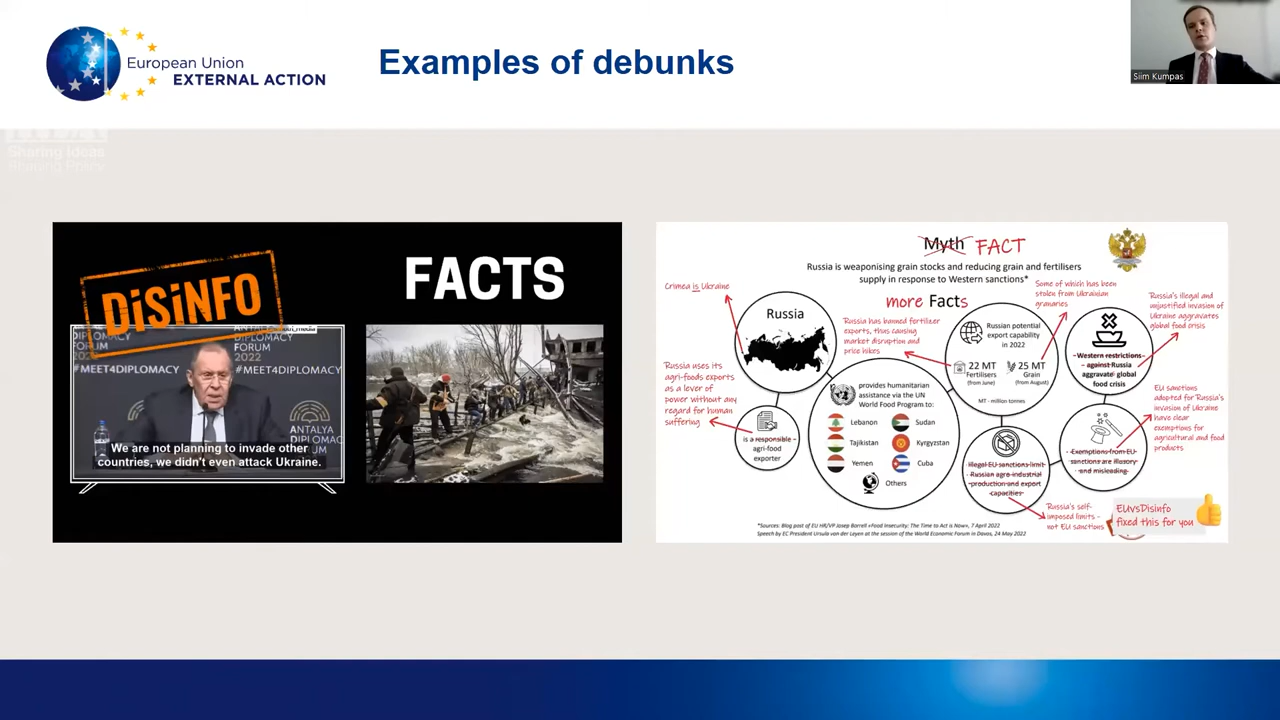 European Union
EXTERNAL ACTION
Examples of debunks
Siim Kumpas
Sharing Ideas
DiSiNFO
FACTS
DIPLOMACY
FORUM
#MEET4DIPLOMACY
ANTALYA
DIPLOMACY
FORUM
2022
#MEET4DIPLOMACY
ANTALYA
DIPLOMAC
We are not planning to invade other
countries, we didn't even attack Ukraine.
Myth FACT
Russia is weaponising grain stocks and reducing grain and fertilisers
supply in response to Western sanctions*
more Facts
Crimea is Ukraine
Russia
Russia uses its
agri-foods exports
as a lever of
power without any
regard for human
suffering
is a responsible
agri-food
exporter
Russia has banned fertilizer
exports, thus causing
market disruption and
price hikes
provides humanitarian
assistance via the UN
World Food Program to:
Lebanon
Sudan
Tajikistan
Kyrgyzstan
Yemen
Cuba
Others
Some of which has been
stolen from Ukrainian
granaries
Russian potential
export capability
in 2022
22 MT
Fertilisers
(from June)
25 MT
Grain
(from August)
MT - million tonnes
Illegal EU sanctions limit
Russian agro-industrial
production and export
capacities
Russia's self-
imposed limits -
not EU sanctions
Russia's illegal and
unjustified invasion of
Ukraine aggravates
global food crisis
Western restrictions
against Russia
aggravate global
food crisis
EU sanctions
adopted for Russia's
invasion of Ukraine
have clear
exemptions for
agricultural and food
products
Exemptions from EU
sanctions are illusory
and misleading
EUvsDisinfo
fixed this for you
*Sources: Blog post of EU HR/VP Josep Borrell «Food Insecurity: The Time to Act is Now», 7 April 2022
Speech by EC President Ursula von der Leyen at the session of the World Economic Forum in Davos, 24 May 2022